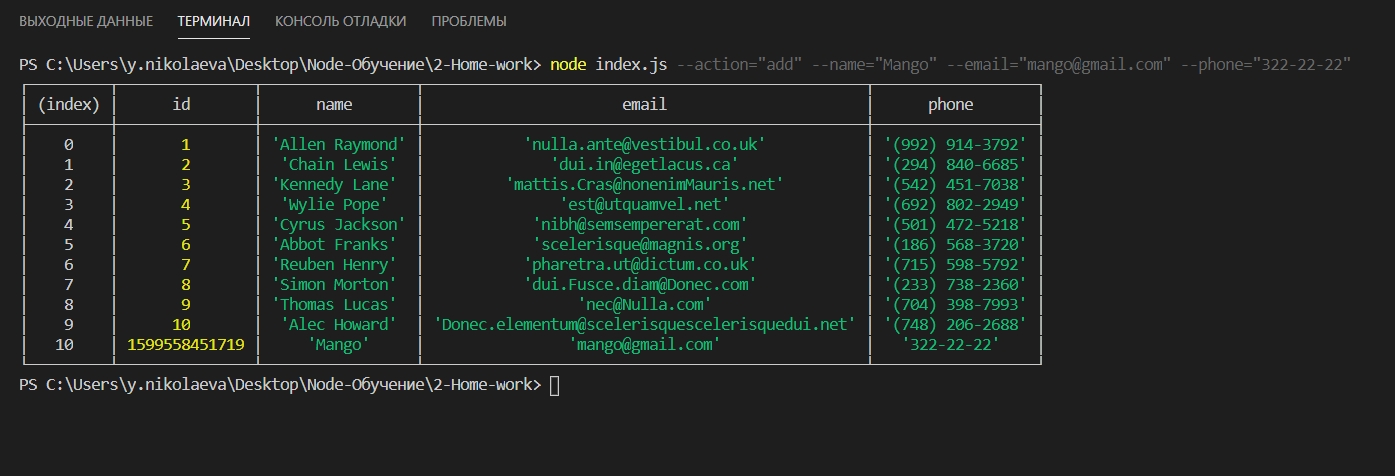 ВЫХОДНЫЕ ДАННЫЕ ТЕРМИНАЛ КОНСОЛЬ ОТЛАДКИ ПРОБЛЕМЫ
PS C:\Users\y.nikolaeva\Desktop\Node-Обучение\2-Home-work> node index.js --action="add" --name="Mango" --email="mango@gmail.com" --phone="322-22-22"
(index) id name email phone
0 1 'Allen Raymond' 'nulla.ante@vestibul.co.uk' '(992) 914-3792'
1 2 'Chain Lewis' 'dui.in@egetlacus.ca' '(294) 840-6685'
2 3 'Kennedy Lane' 'mattis.Cras@nonenimMauris.net' '(542) 451-7038'
3 4 'Wylie Pope' 'est@utquamvel.net' '(692) 802-2949'
4 5 'Cyrus Jackson' 'nibh@semsempererat.com' '(501) 472-5218'
5 6 'Abbot Franks' 'scelerisque@magnis.org' '(186) 568-3720'
6 7 'Reuben Henry' 'pharetra.ut@dictum.co.uk' '(715) 598-5792'
7 8 'Simon Morton' 'dui.Fusce.diam@Donec.com' '(233) 738-2360'
8 9 'Thomas Lucas' 'nec@Nulla.com' '(704) 398-7993'
9 10 'Alec Howard' 'Donec.elementum@scelerisquescelerisquedui.net' '(748) 206-2688'
10 1599558451719 'Mango' 'mango@gmail.com' '322-22-22'
PS C:\Users\y.nikolaeva\Desktop\Node-Обучение\2-Home-work>